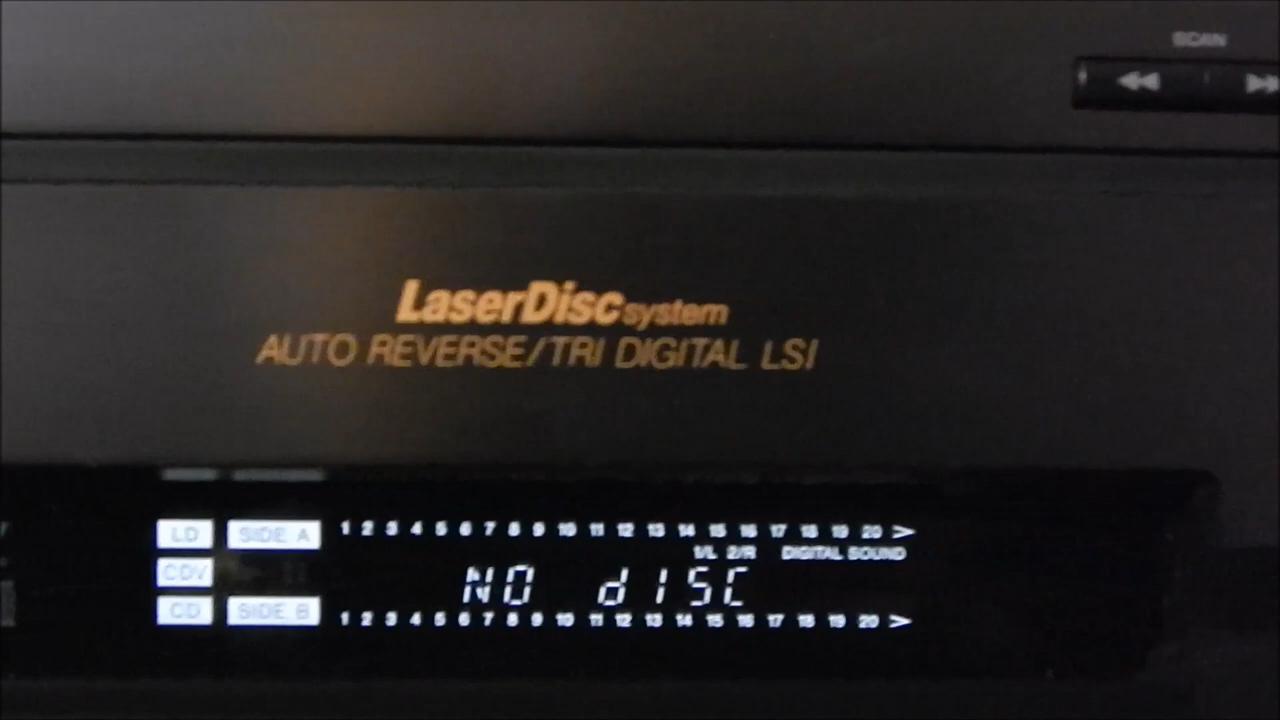 SCAN
LaserDisc system
AUTO REVERSE/TRI DIGITAL LSI
LD SIDE A 1 2 3 4 5 6 7 8 9 10 11 12 13 14 15 16 17 18 19 20 >
1/L 2/R DIGITAL SOUND
CDV NO dISC
CD SIDE B 1 2 3 4 5 6 7 8 9 10 11 12 13 14 15 16 17 18 19 20 >